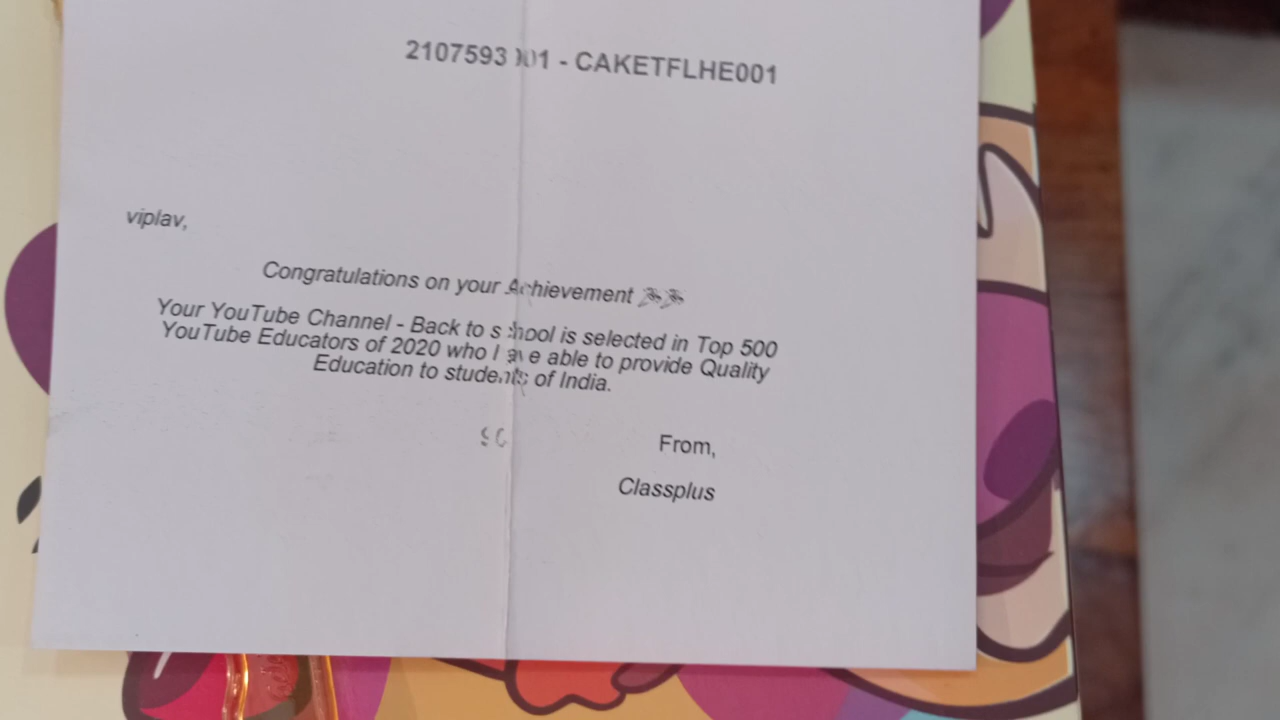 2107593001 - CAKETFLHE001
viplav,
Congratulations on your Achievement 🎉🎉
Your YouTube Channel - Back to school is selected in Top 500
YouTube Educators of 2020 who have able to provide Quality
Education to students of India.
From,
Classplus